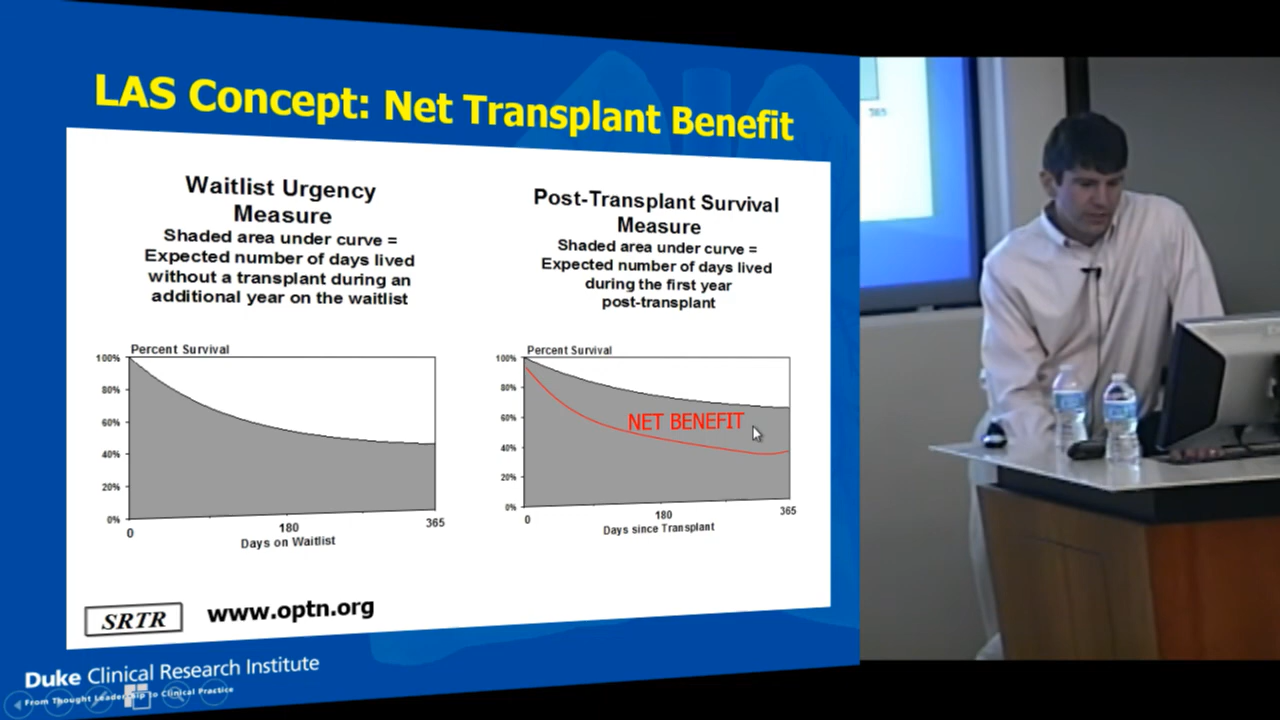 LAS Concept: Net Transplant Benefit
Waitlist Urgency
Measure
Shaded area under curve =
Expected number of days lived
without a transplant during an
additional year on the waitlist
Percent Survival
100%
80%
60%
40%
20%
0%
0
180
365
Days on Waitlist
Post-Transplant Survival
Measure
Shaded area under curve =
Expected number of days lived
during the first year
post-transplant
Percent Survival
100%
80%
60%
40%
20%
0%
NET BENEFIT
0
180
365
Days since Transplant
SRTR
www.optn.org
Duke Clinical Research Institute
From Thought Leadership to Clinical Practice
365